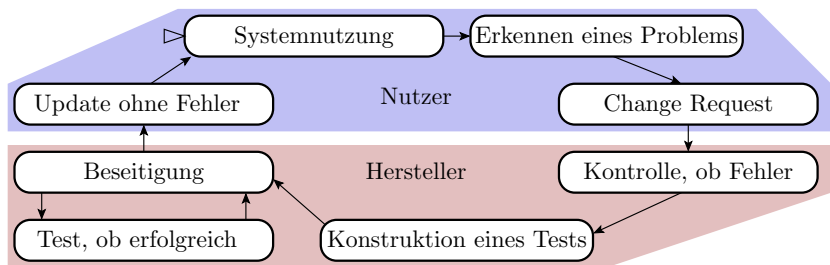 Systemnutzung
Erkennen eines Problems
Update ohne Fehler
Nutzer
Change Request
Beseitigung
Hersteller
Kontrolle, ob Fehler
Test, ob erfolgreich
Konstruktion eines Tests